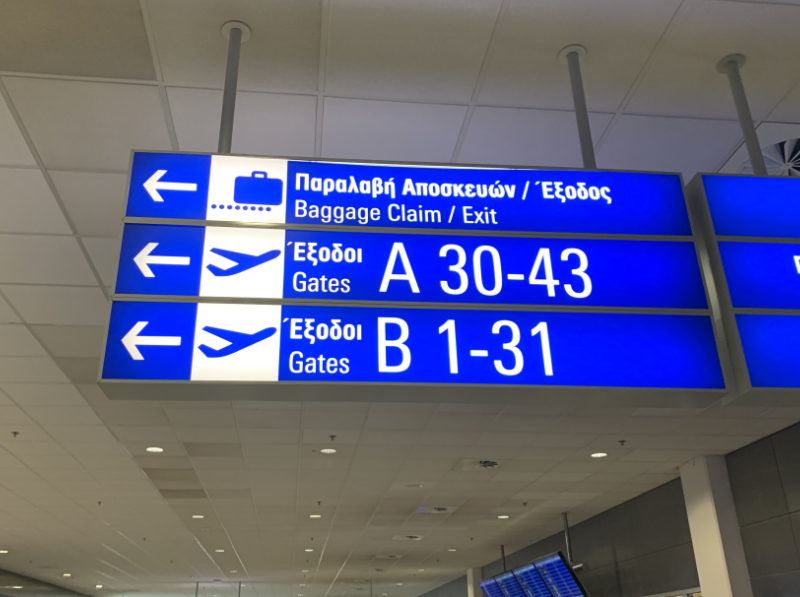 Παραλαβή Αποσκευών / Έξοδος
Baggage Claim / Exit
Έξοδοι
Gates
A 30-43
Έξοδοι
Gates
B 1-31